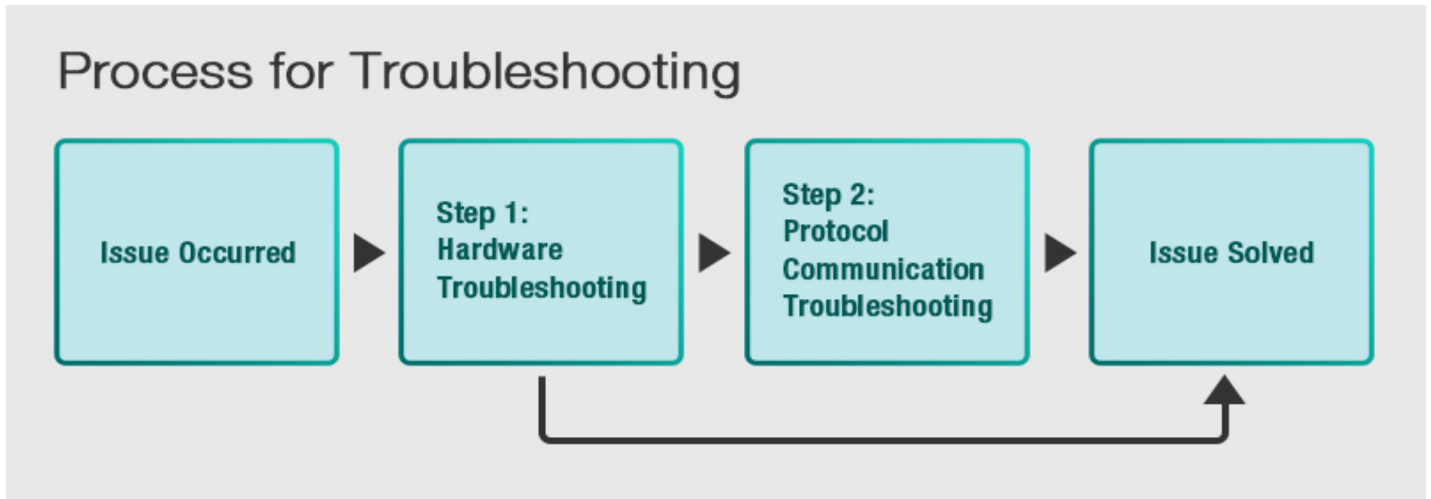 Process for Troubleshooting
Issue Occurred
Step 1:
Hardware
Troubleshooting
Step 2:
Protocol
Communication
Troubleshooting
Issue Solved